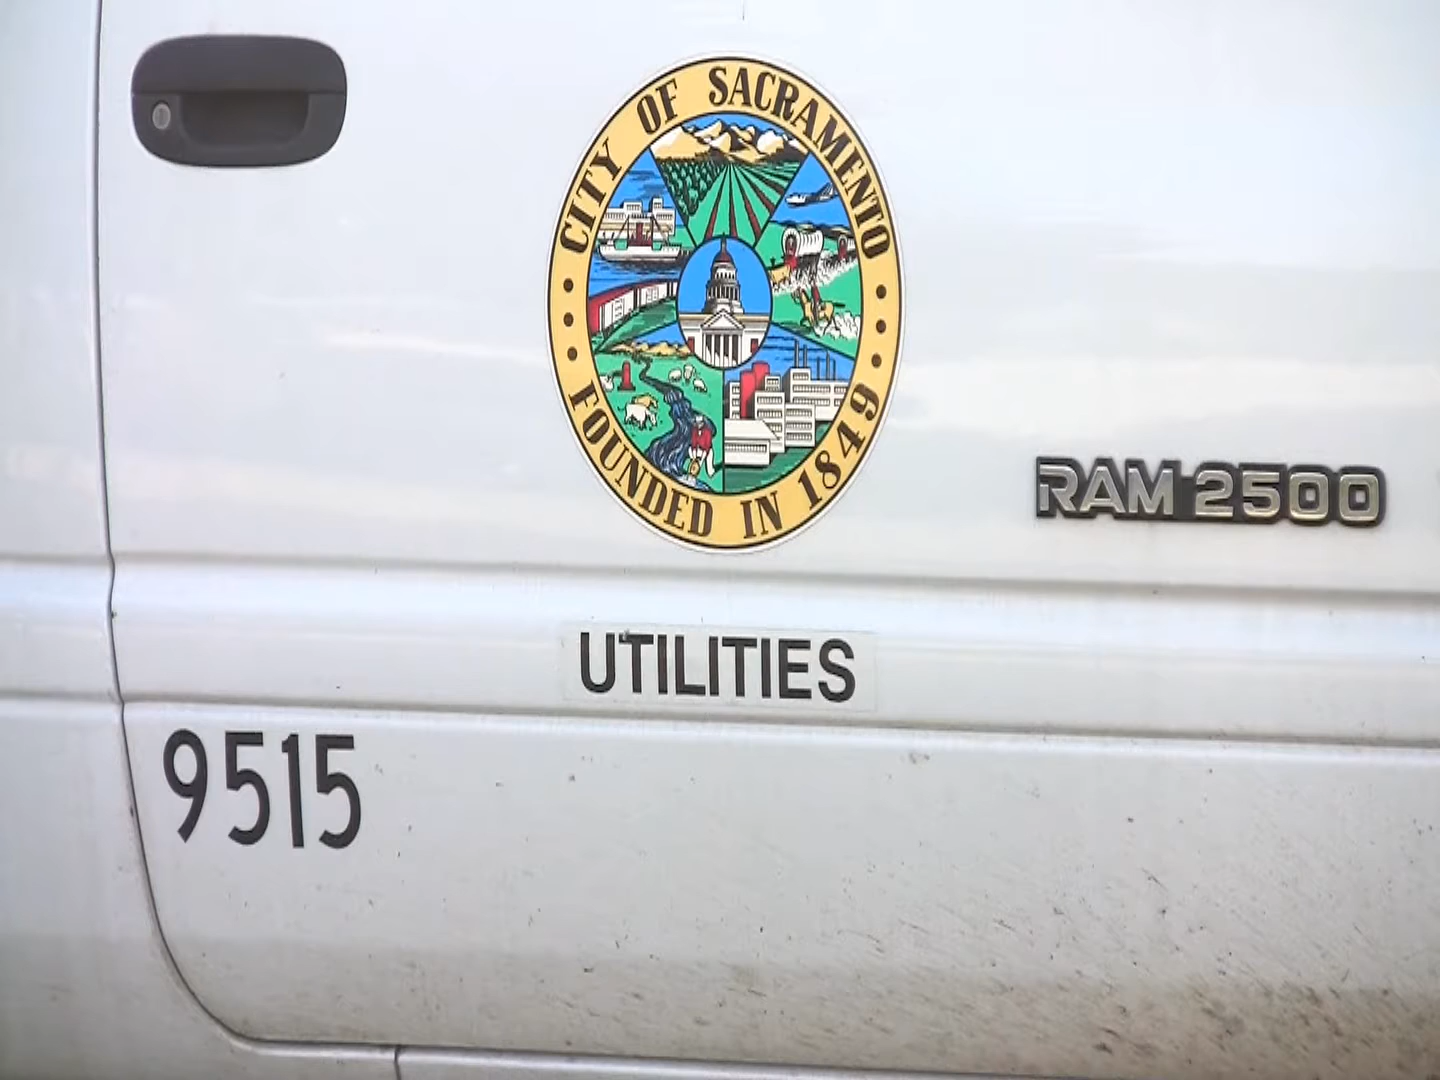 CITY OF SACRAMENTO
FOUNDED IN 1849
RAM 2500
UTILITIES
9515